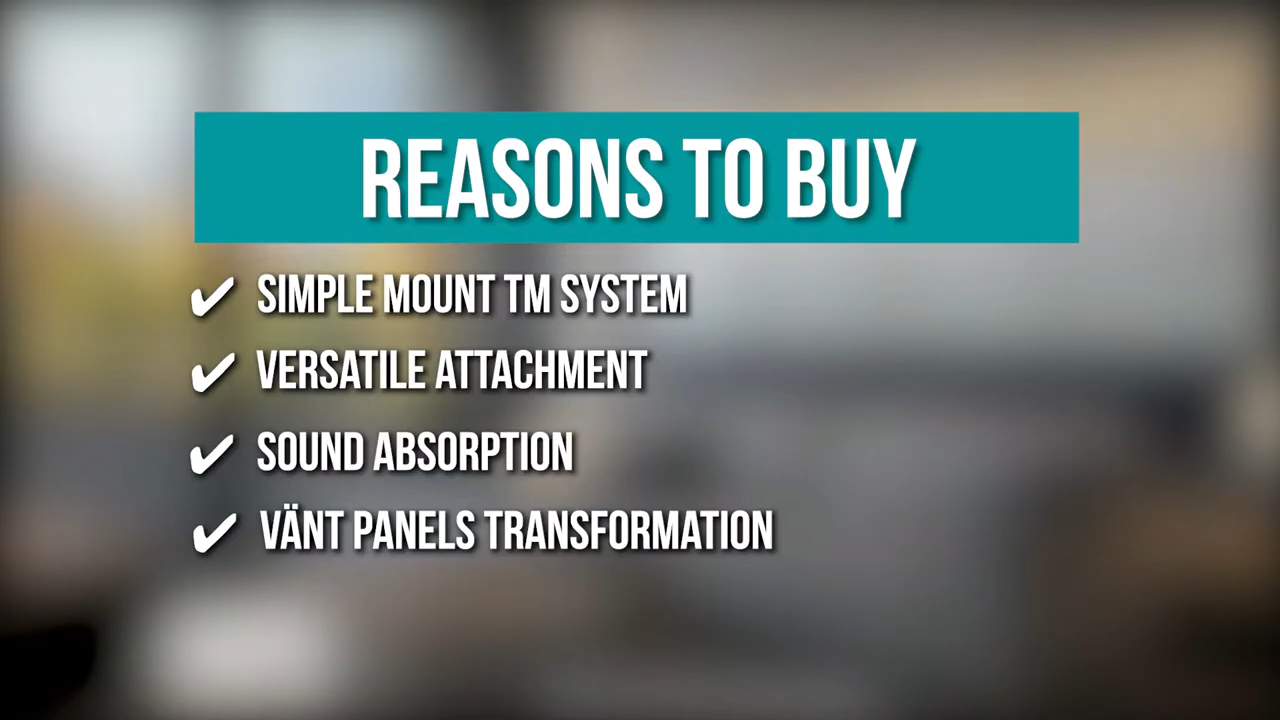 REASONS TO BUY
✔ SIMPLE MOUNT TM SYSTEM
✔ VERSATILE ATTACHMENT
✔ SOUND ABSORPTION
✔ VÄNT PANELS TRANSFORMATION